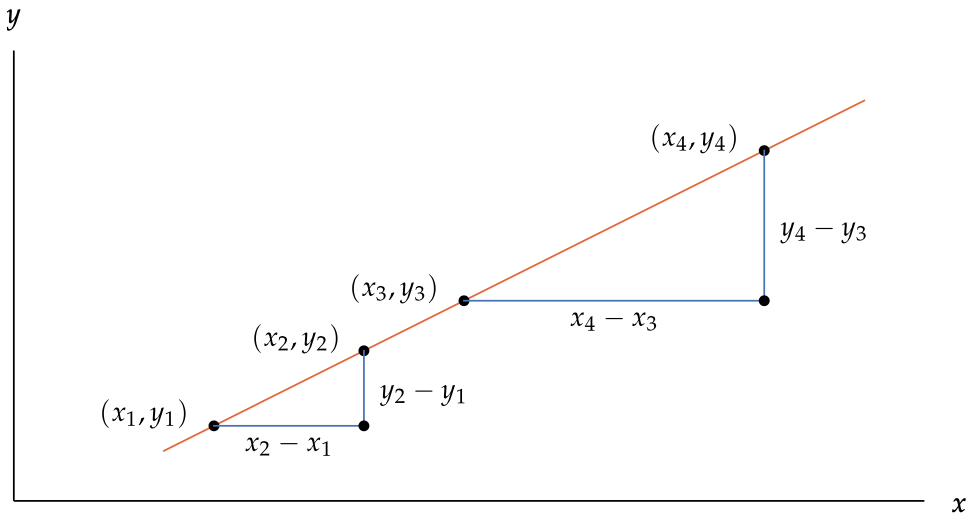 y
(x₄, y₄)
y₄ − y₃
(x₃, y₃)
x₄ − x₃
(x₂, y₂)
y₂ − y₁
(x₁, y₁)
x₂ − x₁
x